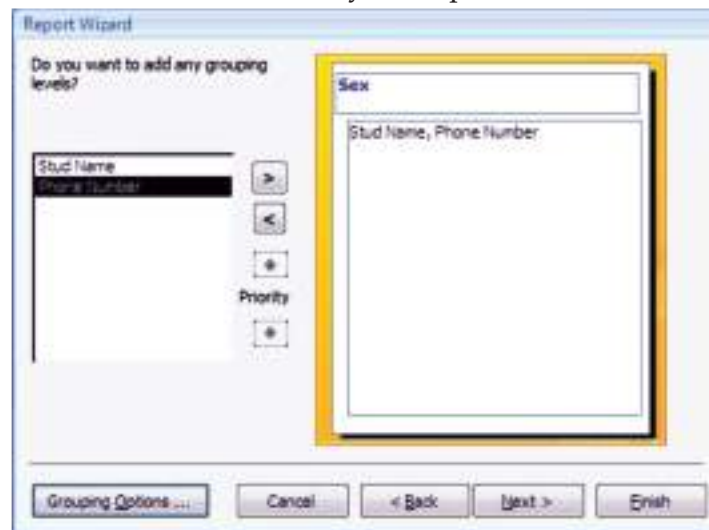 Report Wizard
Do you want to add any grouping
levels?
Sex
Stud Name, Phone Number
Stud Name
Phone Number
>
<
Priority
Grouping Options ...
Cancel
< Back
Next >
Finish